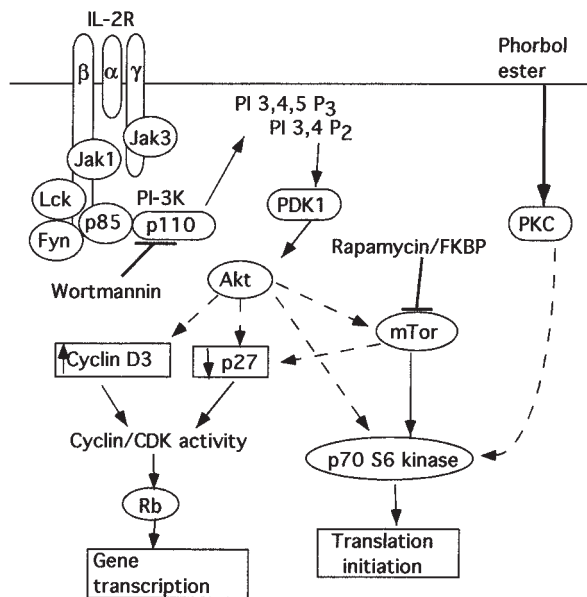 IL-2R
Phorbol
ester
β α γ
PI 3,4,5 P3
PI 3,4 P2
Jak3
Jak1
Lck
PI-3K
p85
p110
PDK1
Fyn
PKC
Rapamycin/FKBP
Wortmannin
Akt
mTor
Cyclin D3
p27
Cyclin/CDK activity
p70 S6 kinase
Rb
Gene
transcription
Translation
initiation